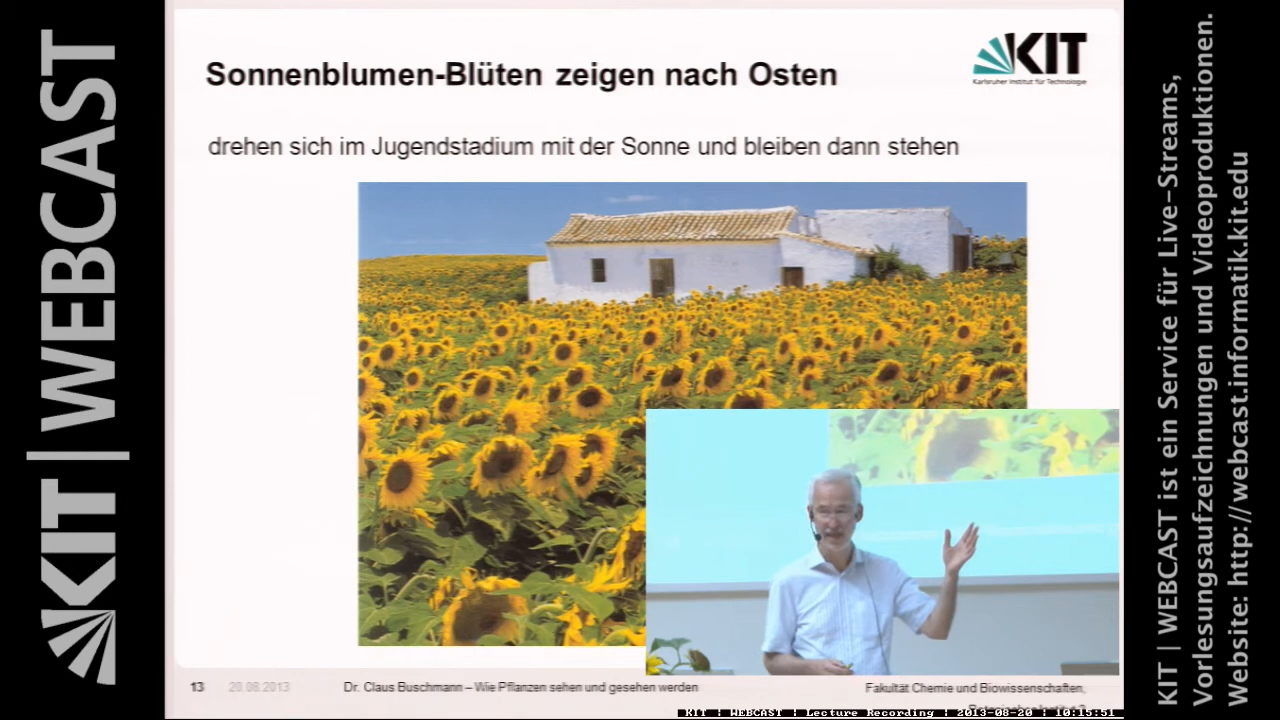 KIT | WEBCAST
Sonnenblumen-Blüten zeigen nach Osten
KIT
Karlsruher Institut für Technologie
drehen sich im Jugendstadium mit der Sonne und bleiben dann stehen
13
20.08.2013
Dr. Claus Buschmann – Wie Pflanzen sehen und gesehen werden
Fakultät Chemie und Biowissenschaften,
KIT : WEBCAST : Lecture Recording : 2013-08-20 : 10:15:51
KIT | WEBCAST ist ein Service für Live-Streams,
Vorlesungsaufzeichnungen und Videoproduktionen.
Website: http://webcast.informatik.kit.edu